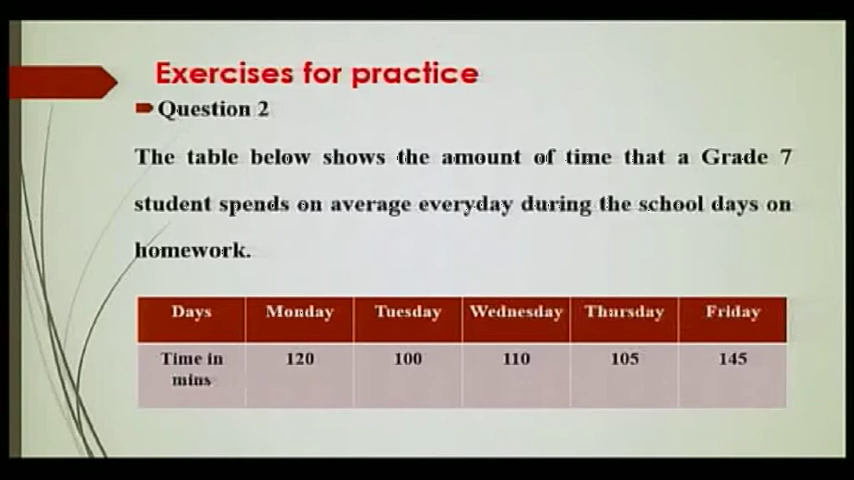 Exercises for practice
Question 2
The table below shows the amount of time that a Grade 7
student spends on average everyday during the school days on
homework.
Days Monday Tuesday Wednesday Thursday Friday
Time in 120 100 110 105 145
mins